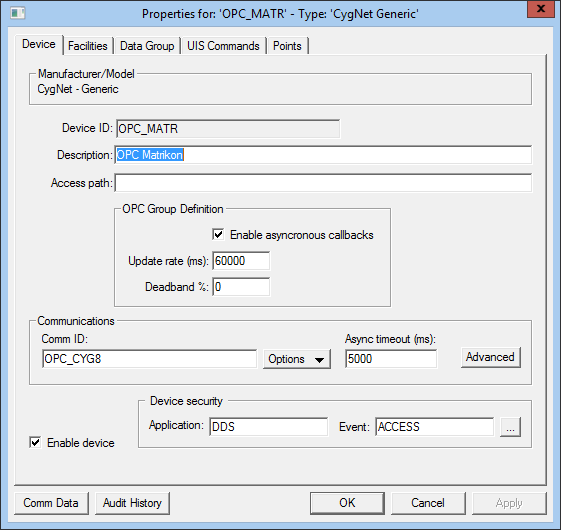 Properties for: 'OPC_MATR' - Type: 'CygNet Generic'
X
Device Facilities Data Group UIS Commands Points
Manufacturer/Model
CygNet - Generic
Device ID: OPC_MATR
Description: OPC Matrikon
Access path:
OPC Group Definition
Enable asyncronous callbacks
Update rate (ms): 60000
Deadband %: 0
Communications
Comm ID: Async timeout (ms):
OPC_CYG8 Options 5000 Advanced
Device security
Application: DDS Event: ACCESS ...
Enable device
Comm Data Audit History OK Cancel Apply